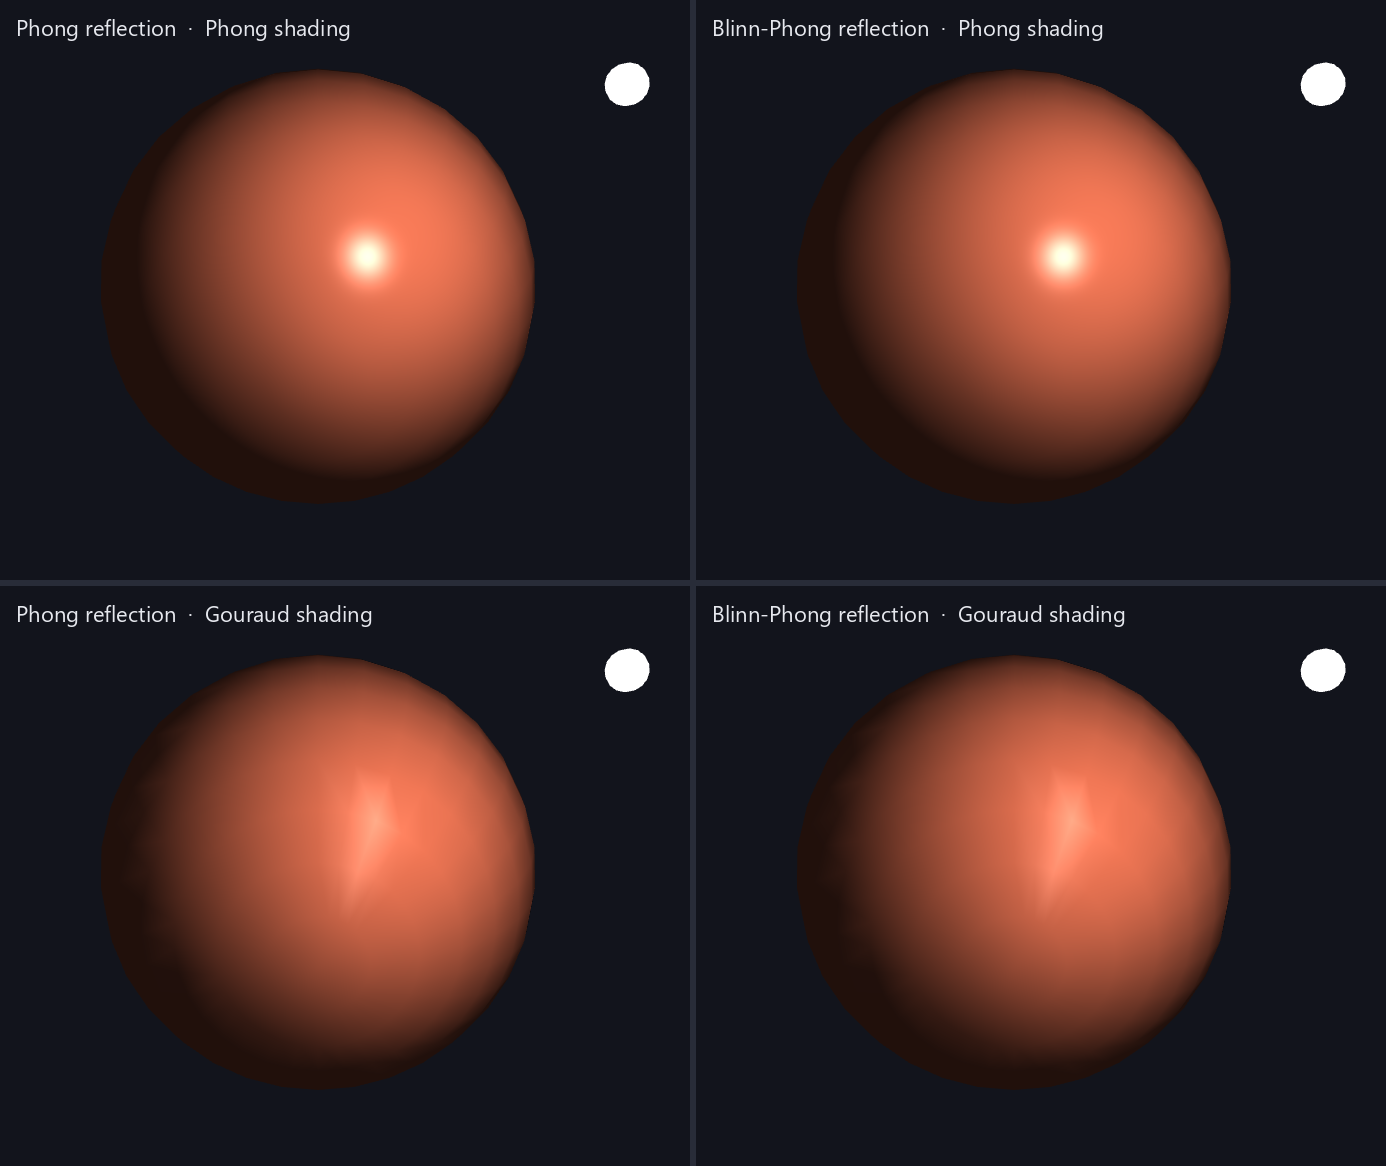 Phong reflection · Phong shading
Blinn-Phong reflection · Phong shading
Phong reflection · Gouraud shading
Blinn-Phong reflection · Gouraud shading